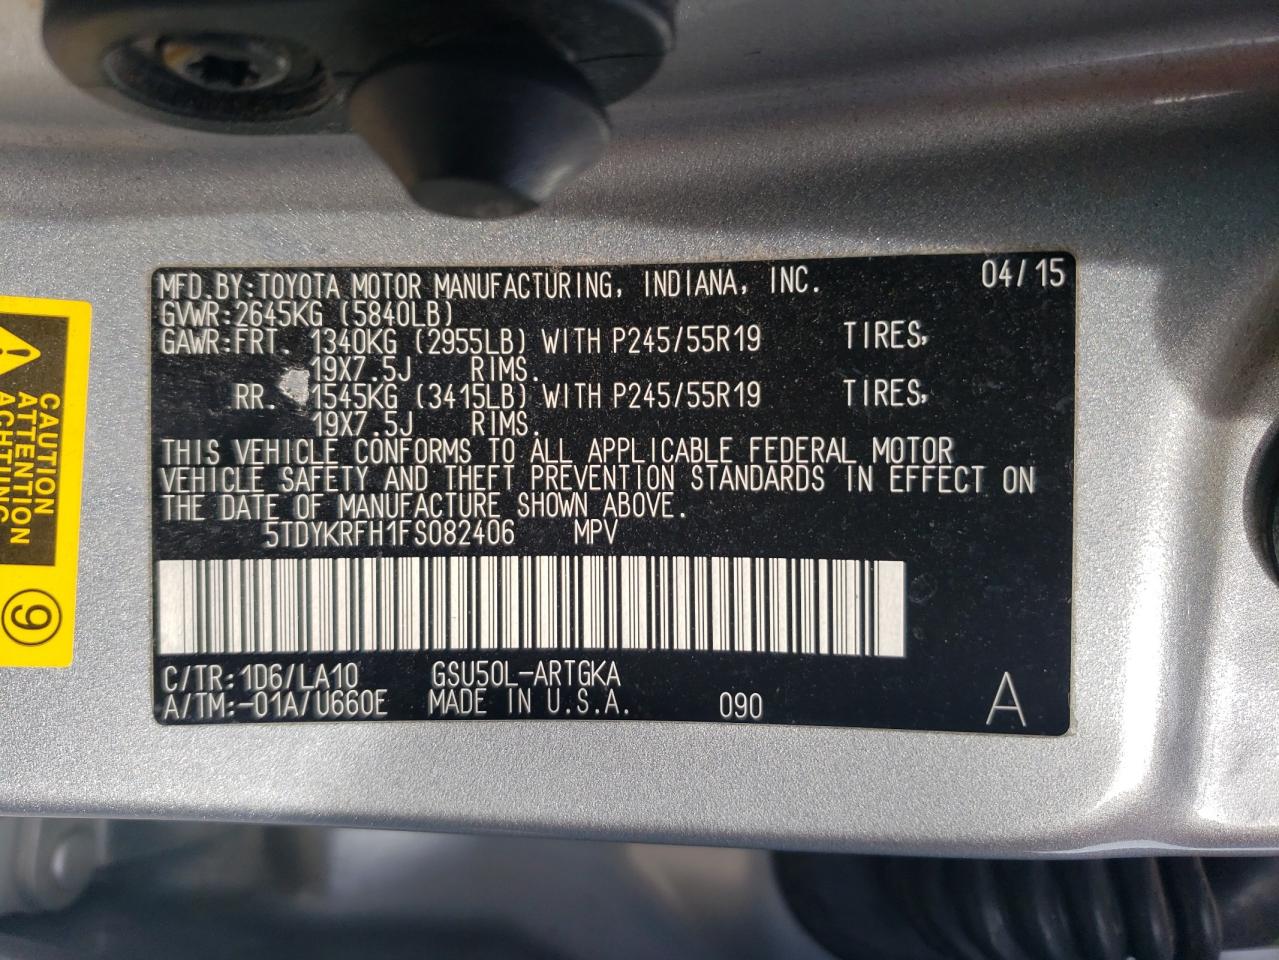 MFD.BY:TOYOTA MOTOR MANUFACTURING, INDIANA, INC. 04/15
GVWR:2645KG (5840LB)
GAWR:FRT. 1340KG (2955LB) WITH P245/55R19 TIRES,
19X7.5J RIMS.
RR. 1545KG (3415LB) WITH P245/55R19 TIRES,
19X7.5J RIMS.
THIS VEHICLE CONFORMS TO ALL APPLICABLE FEDERAL MOTOR
VEHICLE SAFETY AND THEFT PREVENTION STANDARDS IN EFFECT ON
THE DATE OF MANUFACTURE SHOWN ABOVE.
5TDYKRFH1FS082406 MPV
C/TR:1D6/LA10 GSU50L-ARTGKA
A/TM:-01A/U660E MADE IN U.S.A. 090 A
CAUTION
ATTENTION
ACHTUNG
9